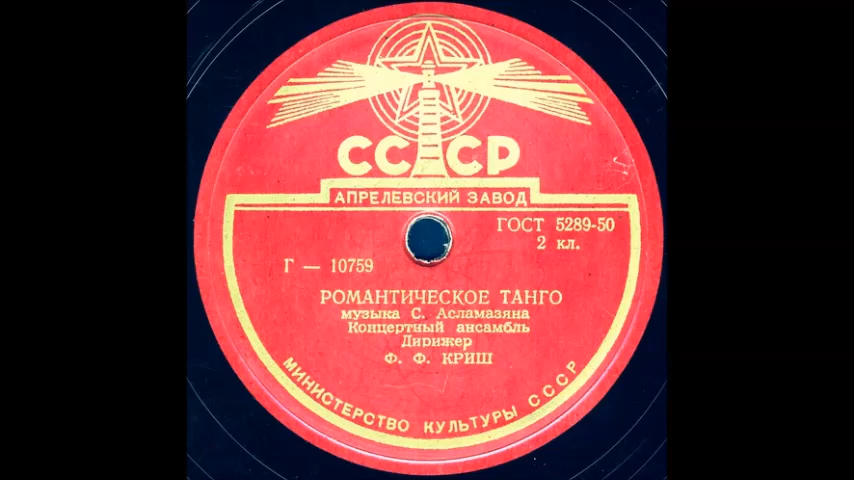 СССР
АПРЕЛЕВСКИЙ ЗАВОД
ГОСТ 5289-50
2 кл.
Г — 10759
РОМАНТИЧЕСКОЕ ТАНГО
музыка С. Асламазяна
Концертный ансамбль
Дирижер
Ф. Ф. КРИШ
МИНИСТЕРСТВО КУЛЬТУРЫ СССР